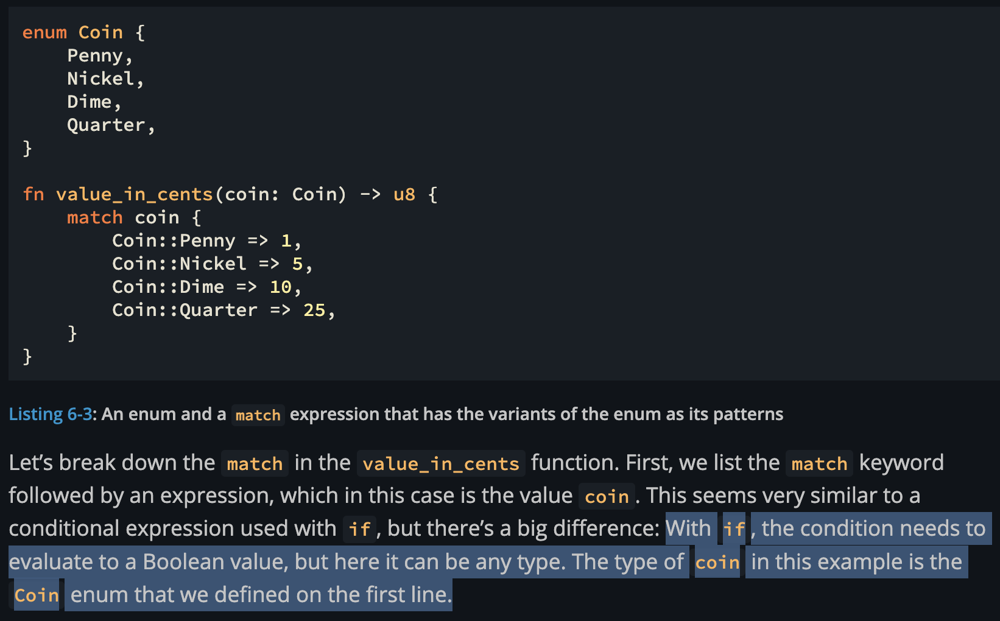 enum Coin {
    Penny,
    Nickel,
    Dime,
    Quarter,
}

fn value_in_cents(coin: Coin) -> u8 {
    match coin {
        Coin::Penny => 1,
        Coin::Nickel => 5,
        Coin::Dime => 10,
        Coin::Quarter => 25,
    }
}

Listing 6-3: An enum and a match expression that has the variants of the enum as its patterns
Let’s break down the match in the value_in_cents function. First, we list the match keyword
followed by an expression, which in this case is the value coin. This seems very similar to a
conditional expression used with if, but there’s a big difference: With if, the condition needs to
evaluate to a Boolean value, but here it can be any type. The type of coin in this example is the
Coin enum that we defined on the first line.